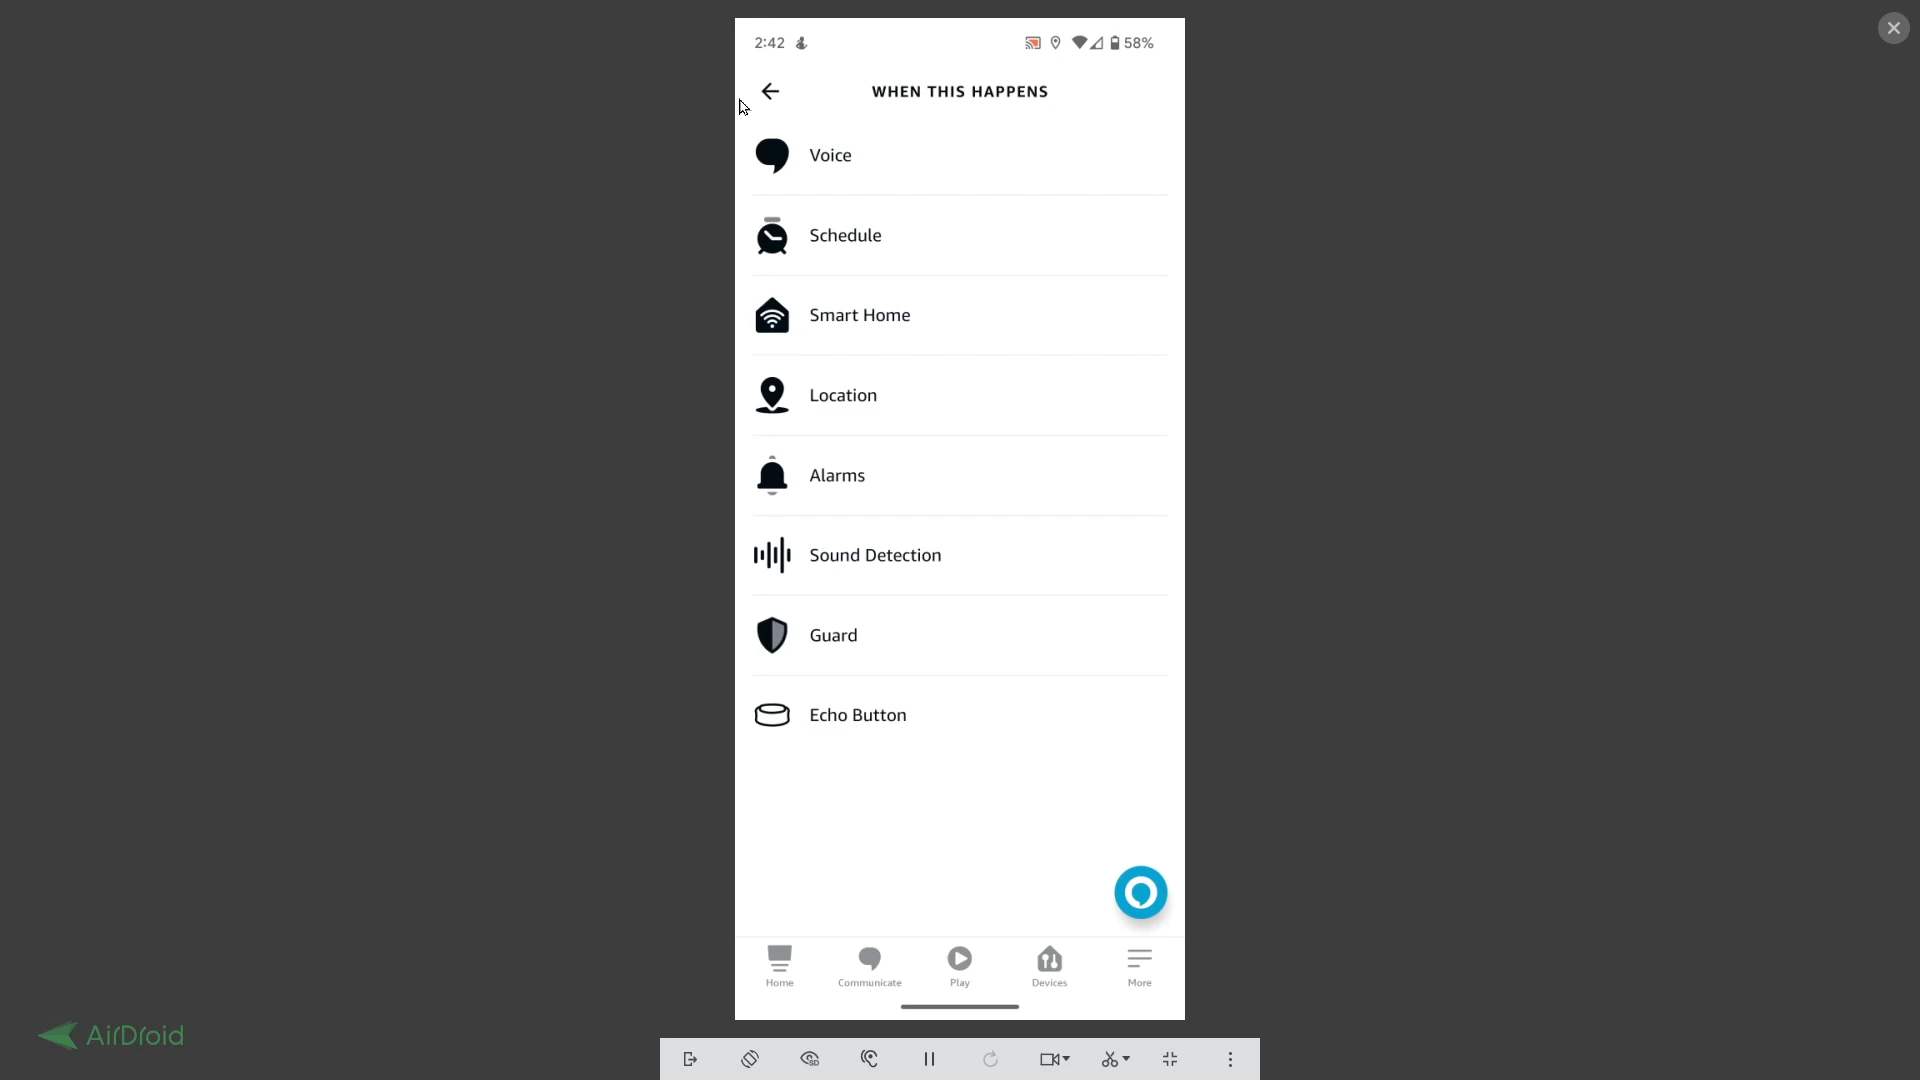 2:42
58%
WHEN THIS HAPPENS
Voice
Schedule
Smart Home
Location
Alarms
Sound Detection
Guard
Echo Button
Home
Communicate
Play
Devices
More
AirDroid
SD